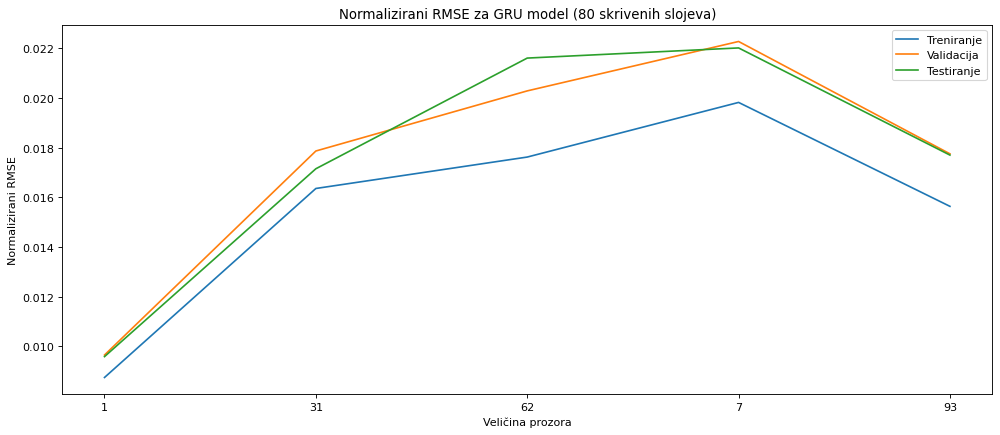 Normalizirani RMSE za GRU model (80 skrivenih slojeva)
Treniranje
Validacija
Testiranje
Normalizirani RMSE
0.022
0.020
0.018
0.016
0.014
0.012
0.010
1 31 62 7 93
Veličina prozora